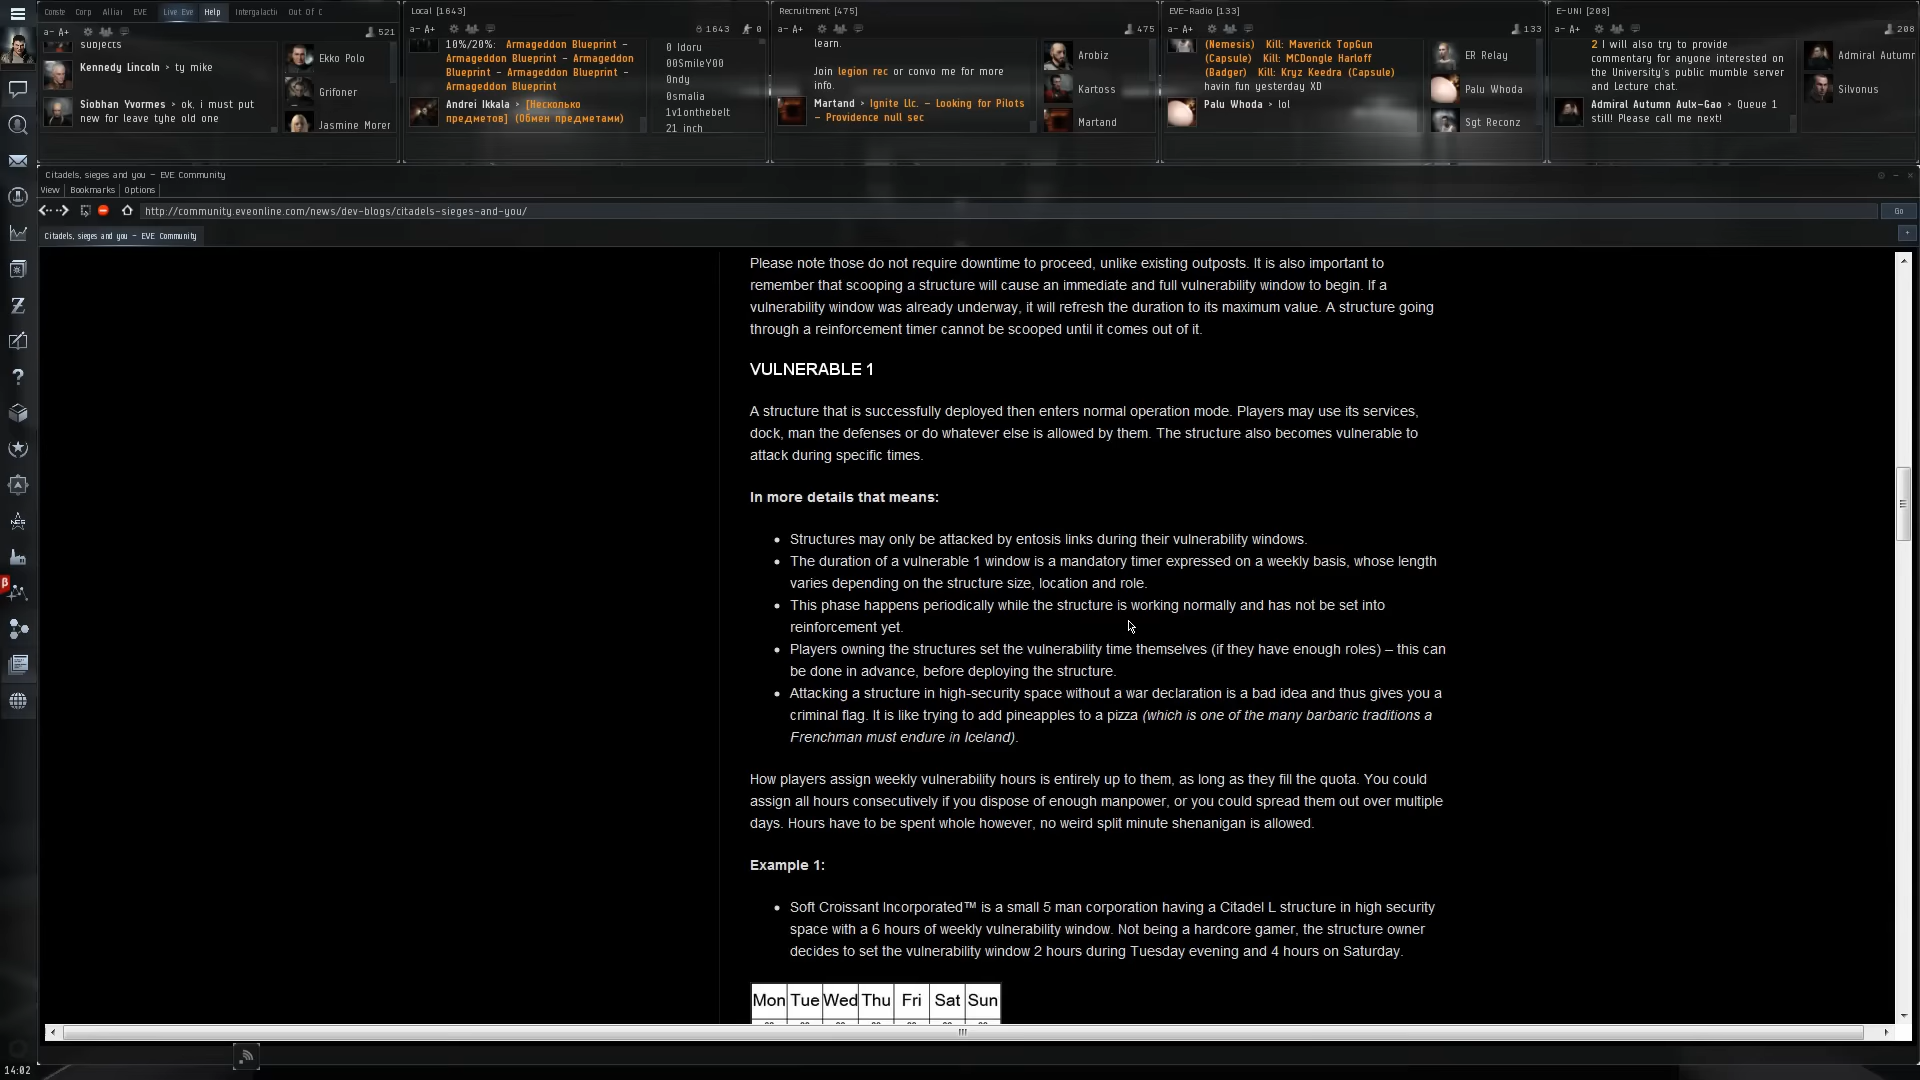 Conste Corp Allia EVE Live Eve Help Intergalacti Out Of C
a- A+ 521
subjects
Kennedy Lincoln > ty mike
Siobhan Yvormes > ok, i must put
new for leave tyhe old one
Ekko Polo
Grifoner
Jasmine Morer
Local [1643]
a- A+ 1643 0
10%/20%: Armageddon Blueprint -
Armageddon Blueprint - Armageddon
Blueprint - Armageddon Blueprint -
Armageddon Blueprint
Andrei Ikkala > [Несколько
предметов] (Обмен предметами)
0 Idoru
00SmileY00
0ndy
0smalia
1v1onthebelt
21 inch
Recruitment [475]
a- A+ 475
learn.
Join legion rec or convo me for more
info.
Martand > Ignite Llc. - Looking for Pilots
- Providence null sec
Arobiz
Kartoss
Martand
EVE-Radio [133]
a- A+ 133
(Nemesis) Kill: Maverick TopGun
(Capsule) Kill: MCDongle Harloff
(Badger) Kill: Kryz Keedra (Capsule)
havin fun yesterday XD
Palu Whoda > lol
ER Relay
Palu Whoda
Sgt Reconz
E-UNI [208]
a- A+ 208
2 I will also try to provide
commentary for anyone interested on
the University's public mumble server
and Lecture chat.
Admiral Autumn Aulx-Gao > Queue 1
still! Please call me next!
Admiral Autumr
Silvonus
Citadels, sieges and you - EVE Community
View Bookmarks Options
http://community.eveonline.com/news/dev-blogs/citadels-sieges-and-you/ Go
Citadels, sieges and you - EVE Community +
Please note those do not require downtime to proceed, unlike existing outposts. It is also important to
remember that scooping a structure will cause an immediate and full vulnerability window to begin. If a
vulnerability window was already underway, it will refresh the duration to its maximum value. A structure going
through a reinforcement timer cannot be scooped until it comes out of it.
VULNERABLE 1
A structure that is successfully deployed then enters normal operation mode. Players may use its services,
dock, man the defenses or do whatever else is allowed by them. The structure also becomes vulnerable to
attack during specific times.
In more details that means:
• Structures may only be attacked by entosis links during their vulnerability windows.
• The duration of a vulnerable 1 window is a mandatory timer expressed on a weekly basis, whose length
varies depending on the structure size, location and role.
• This phase happens periodically while the structure is working normally and has not be set into
reinforcement yet.
• Players owning the structures set the vulnerability time themselves (if they have enough roles) – this can
be done in advance, before deploying the structure.
• Attacking a structure in high-security space without a war declaration is a bad idea and thus gives you a
criminal flag. It is like trying to add pineapples to a pizza (which is one of the many barbaric traditions a
Frenchman must endure in Iceland).
How players assign weekly vulnerability hours is entirely up to them, as long as they fill the quota. You could
assign all hours consecutively if you dispose of enough manpower, or you could spread them out over multiple
days. Hours have to be spent whole however, no weird split minute shenanigan is allowed.
Example 1:
• Soft Croissant Incorporated™ is a small 5 man corporation having a Citadel L structure in high security
space with a 6 hours of weekly vulnerability window. Not being a hardcore gamer, the structure owner
decides to set the vulnerability window 2 hours during Tuesday evening and 4 hours on Saturday.
Mon Tue Wed Thu Fri Sat Sun
NES
β
14:02